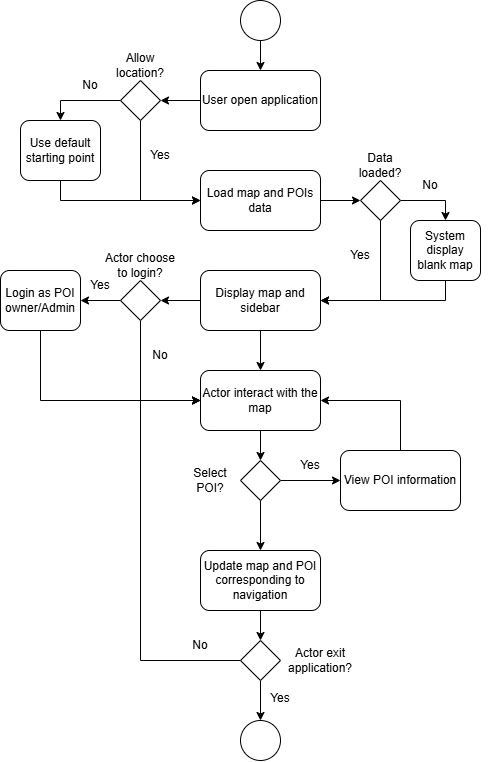 Allow
location?
No
User open application
Use default
starting point
Yes
Data
loaded?
No
Load map and POIs
data
System
display
blank map
Yes
Actor choose
to login?
Yes
Login as POI
owner/Admin
Display map and
sidebar
No
Actor interact with the
map
Select
POI?
Yes
View POI information
Update map and POI
corresponding to
navigation
No
Actor exit
application?
Yes